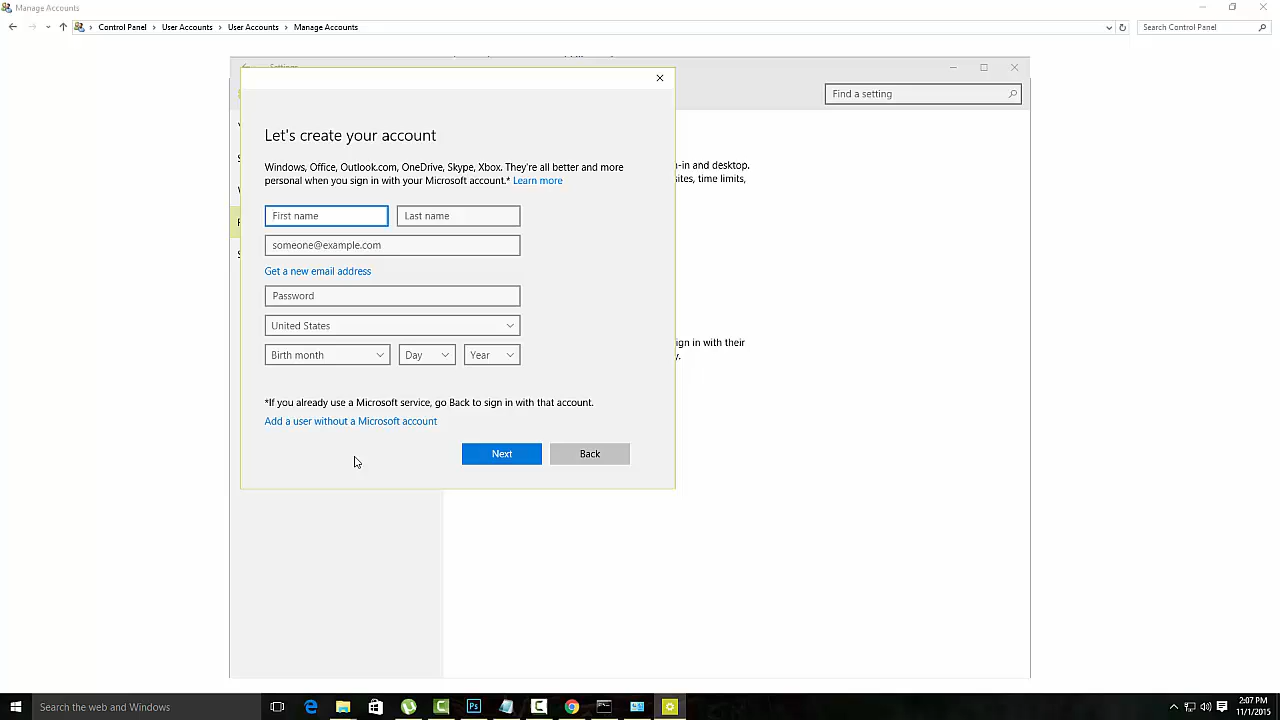 Manage Accounts
Control Panel > User Accounts > User Accounts > Manage Accounts
Search Control Panel
Settings
Find a setting
Let's create your account
Windows, Office, Outlook.com, OneDrive, Skype, Xbox. They're all better and more
personal when you sign in with your Microsoft account.* Learn more
-in and desktop.
sites, time limits,
First name
Last name
someone@example.com
Get a new email address
Password
United States
ign in with their
Birth month
Day
Year
*If you already use a Microsoft service, go Back to sign in with that account.
Add a user without a Microsoft account
Next
Back
Search the web and Windows
Ps
2:07 PM
11/1/2015